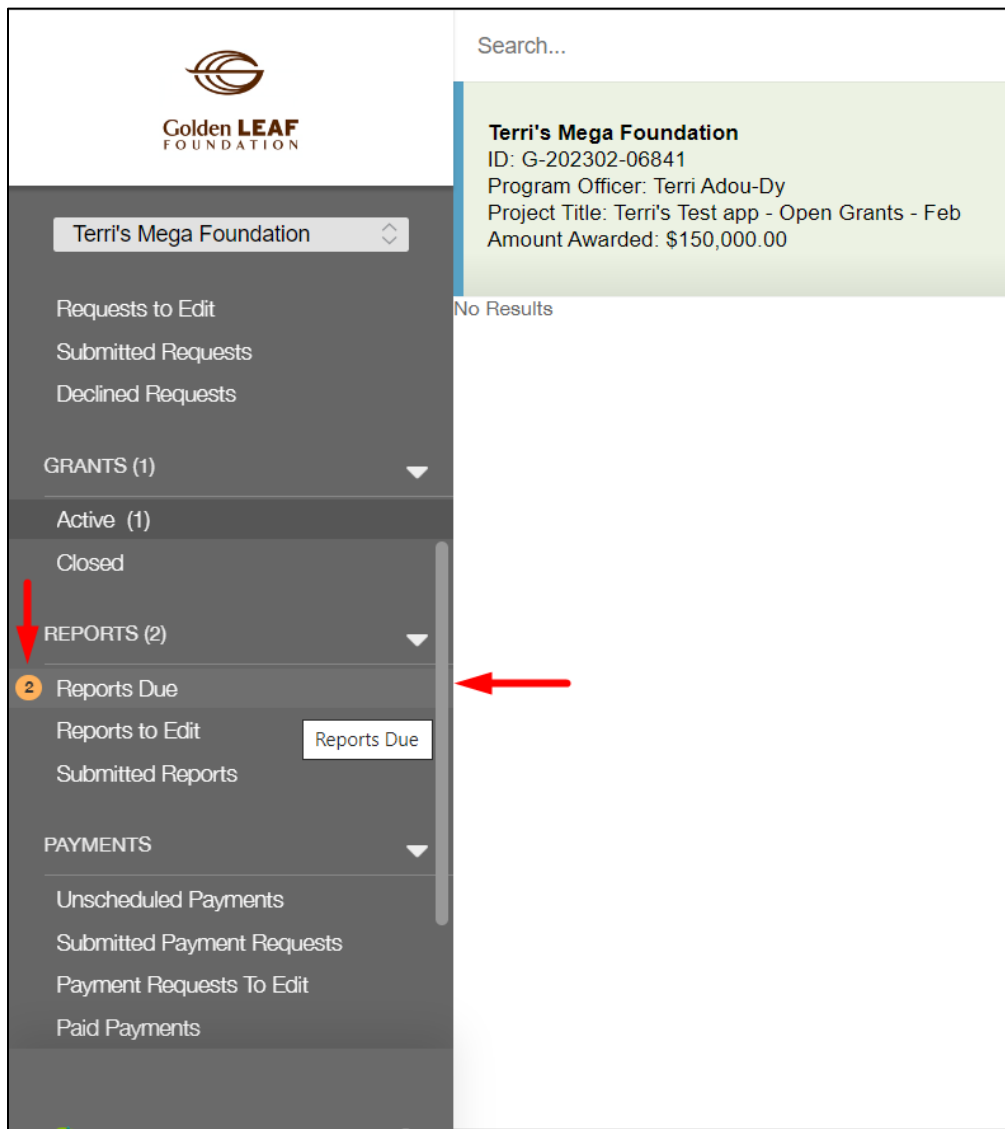 Golden LEAF
FOUNDATION
Terri's Mega Foundation
Requests to Edit
Submitted Requests
Declined Requests
GRANTS (1)
Active (1)
Closed
REPORTS (2)
2 Reports Due
Reports to Edit
Reports Due
Submitted Reports
PAYMENTS
Unscheduled Payments
Submitted Payment Requests
Payment Requests To Edit
Paid Payments
Search...
Terri's Mega Foundation
ID: G-202302-06841
Program Officer: Terri Adou-Dy
Project Title: Terri's Test app - Open Grants - Feb
Amount Awarded: $150,000.00
No Results